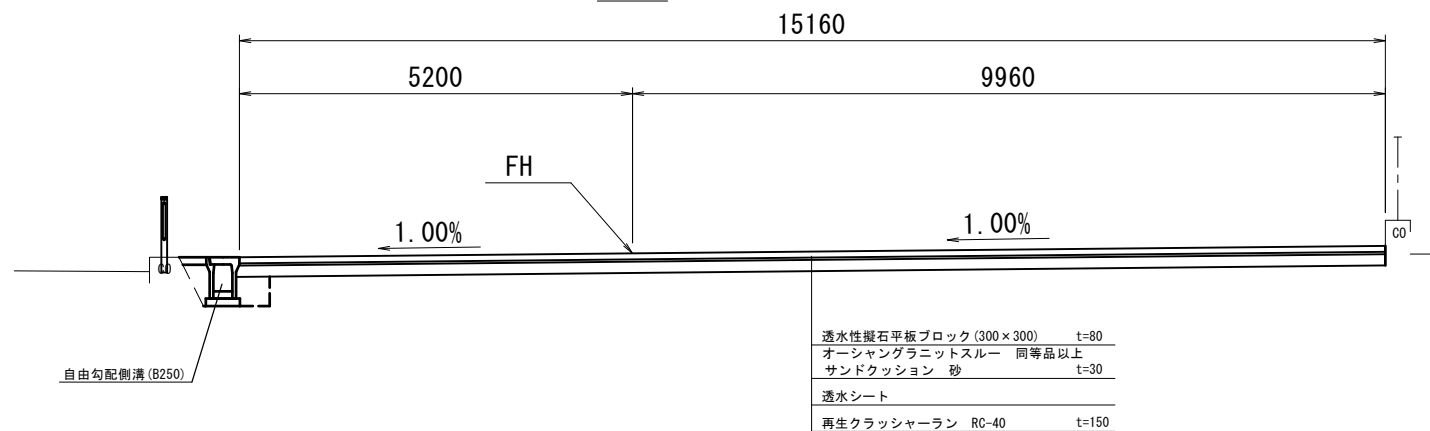 15160
5200
9960
FH
1.00%
1.00%
CO
自由勾配側溝(B250)
透水性擬石平板ブロック(300×300) t=80
オーシャングラニットスルー 同等品以上
サンドクッション 砂 t=30
透水シート
再生クラッシャーラン RC-40 t=150